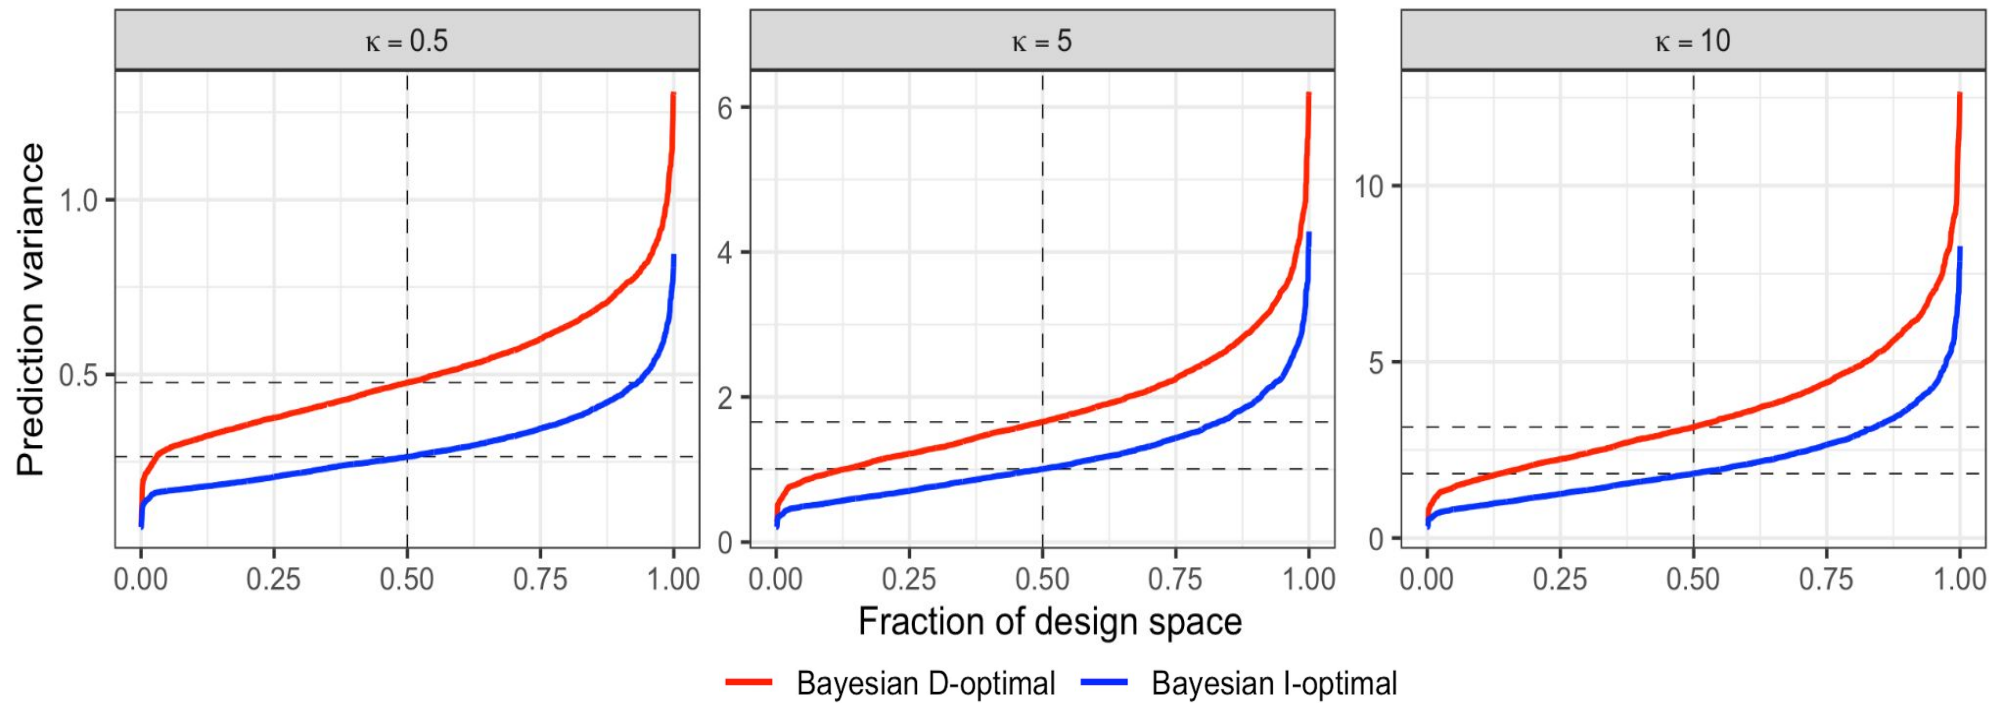 κ = 0.5
κ = 5
κ = 10
Prediction variance
1.0
0.5
6
4
2
0
10
5
0
0.00 0.25 0.50 0.75 1.00
0.00 0.25 0.50 0.75 1.00
0.00 0.25 0.50 0.75 1.00
Fraction of design space
Bayesian D-optimal Bayesian I-optimal